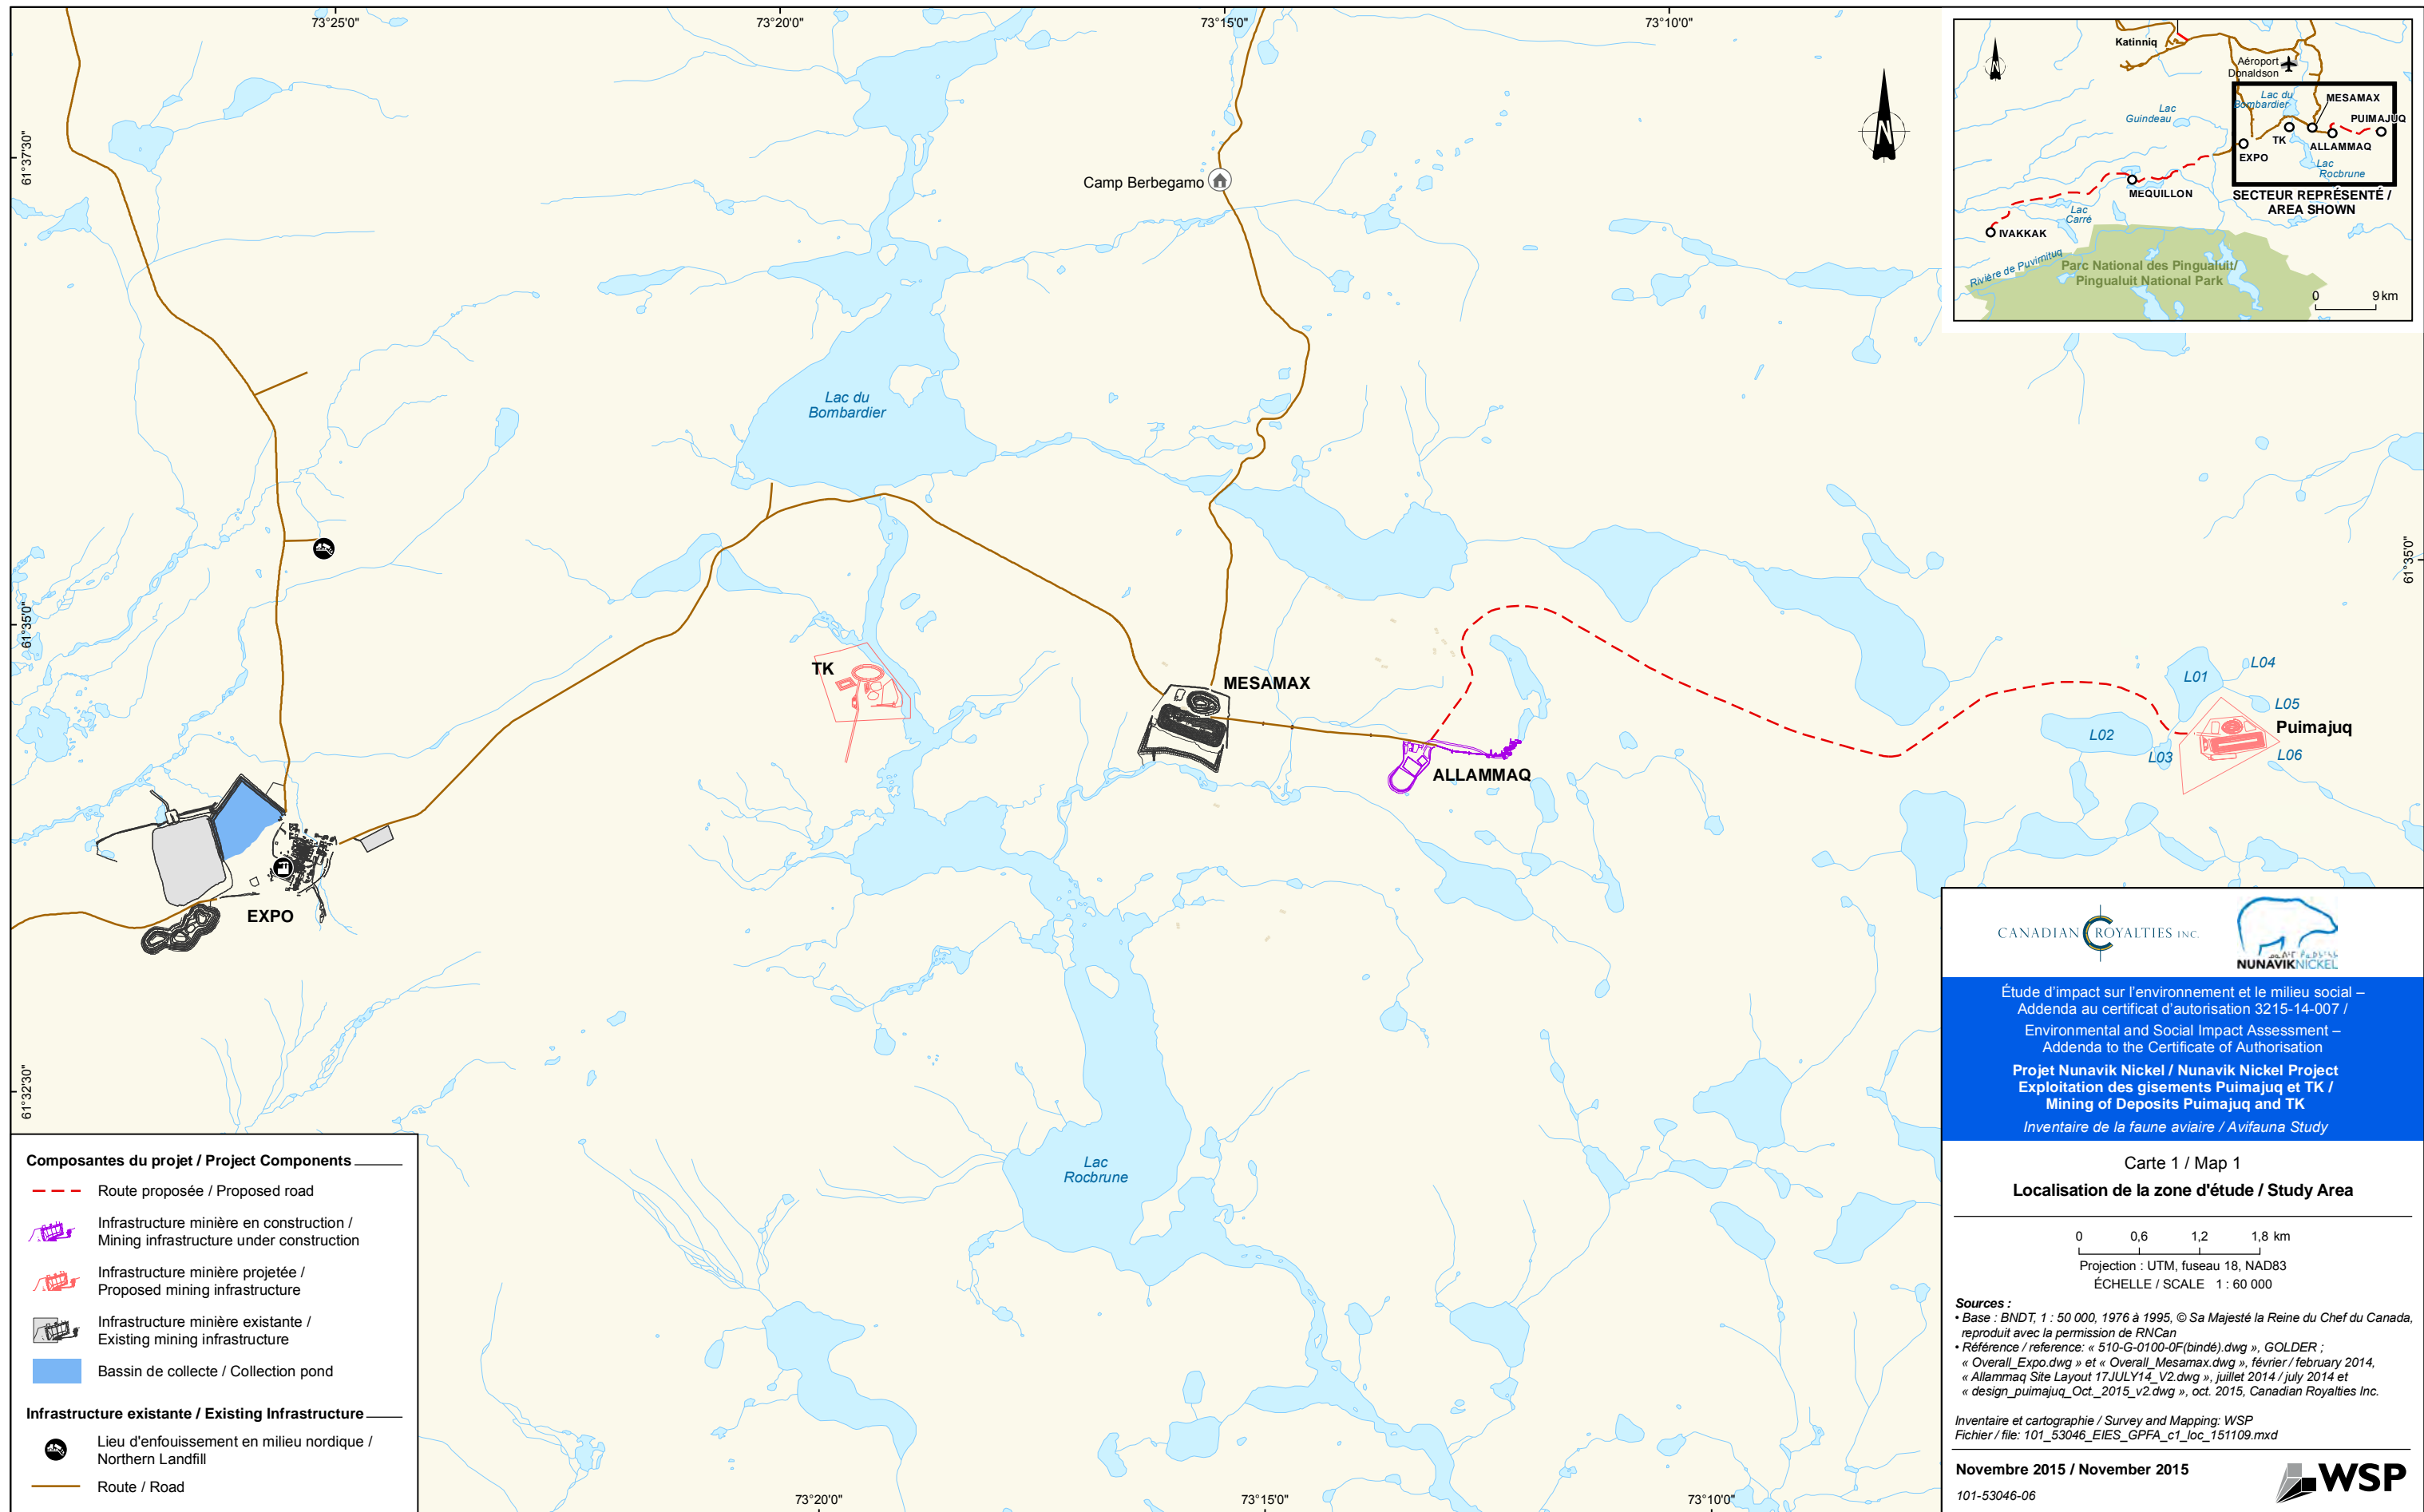 73°25'0"
73°20'0"
73°15'0"
73°10'0"
61°37'30"
61°35'0"
61°32'30"
61°35'0"
Camp Berbegamo
Lac du
Bombardier
TK
MESAMAX
ALLAMMAQ
EXPO
Puimajuq
L01
L04
L05
L02
L03
L06
Lac
Rocbrune
73°20'0"
73°15'0"
73°10'0"
N
N
Katinniq
Aéroport
Donaldson
Lac du
Bombardier
MESAMAX
Lac
Guindeau
PUIMAJUQ
TK
ALLAMMAQ
EXPO
Lac
Rocbrune
MEQUILLON
SECTEUR REPRÉSENTÉ /
AREA SHOWN
Lac
Carré
IVAKKAK
Rivière de Puvirnituq
Parc National des Pingualuit/
Pingualuit National Park
0 9 km
Composantes du projet / Project Components
Route proposée / Proposed road
Infrastructure minière en construction /
Mining infrastructure under construction
Infrastructure minière projetée /
Proposed mining infrastructure
Infrastructure minière existante /
Existing mining infrastructure
Bassin de collecte / Collection pond
Infrastructure existante / Existing Infrastructure
Lieu d'enfouissement en milieu nordique /
Northern Landfill
Route / Road
CANADIAN ROYALTIES INC.
NUNAVIKNICKEL
Étude d'impact sur l'environnement et le milieu social –
Addenda au certificat d'autorisation 3215-14-007 /
Environmental and Social Impact Assessment –
Addenda to the Certificate of Authorisation
Projet Nunavik Nickel / Nunavik Nickel Project
Exploitation des gisements Puimajuq et TK /
Mining of Deposits Puimajuq and TK
Inventaire de la faune aviaire / Avifauna Study
Carte 1 / Map 1
Localisation de la zone d'étude / Study Area
0 0,6 1,2 1,8 km
Projection : UTM, fuseau 18, NAD83
ÉCHELLE / SCALE 1 : 60 000
Sources :
• Base : BNDT, 1 : 50 000, 1976 à 1995, © Sa Majesté la Reine du Chef du Canada,
reproduit avec la permission de RNCan
• Référence / reference: « 510-G-0100-0F(bindé).dwg », GOLDER ;
« Overall_Expo.dwg » et « Overall_Mesamax.dwg », février / february 2014,
« Allammaq Site Layout 17JULY14_V2.dwg », juillet 2014 / july 2014 et
« design_puimajuq_Oct._2015_v2.dwg », oct. 2015, Canadian Royalties Inc.
Inventaire et cartographie / Survey and Mapping: WSP
Fichier / file: 101_53046_EIES_GPFA_c1_loc_151109.mxd
Novembre 2015 / November 2015
101-53046-06
WSP